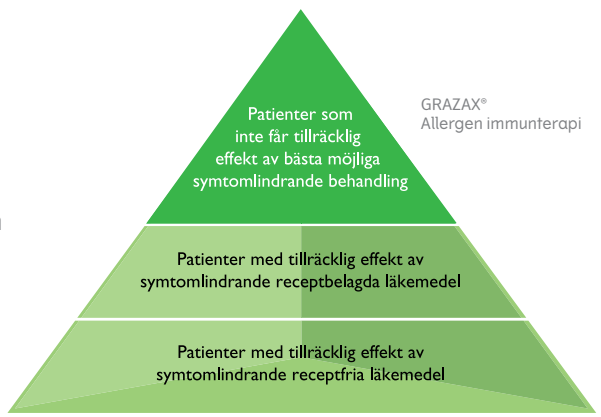 Patienter som
inte får tillräcklig
effekt av bästa möjliga
symtomlindrande behandling
GRAZAX®
Allergen immunterapi
Patienter med tillräcklig effekt av
symtomlindrande receptbelagda läkemedel
Patienter med tillräcklig effekt av
symtomlindrande receptfria läkemedel